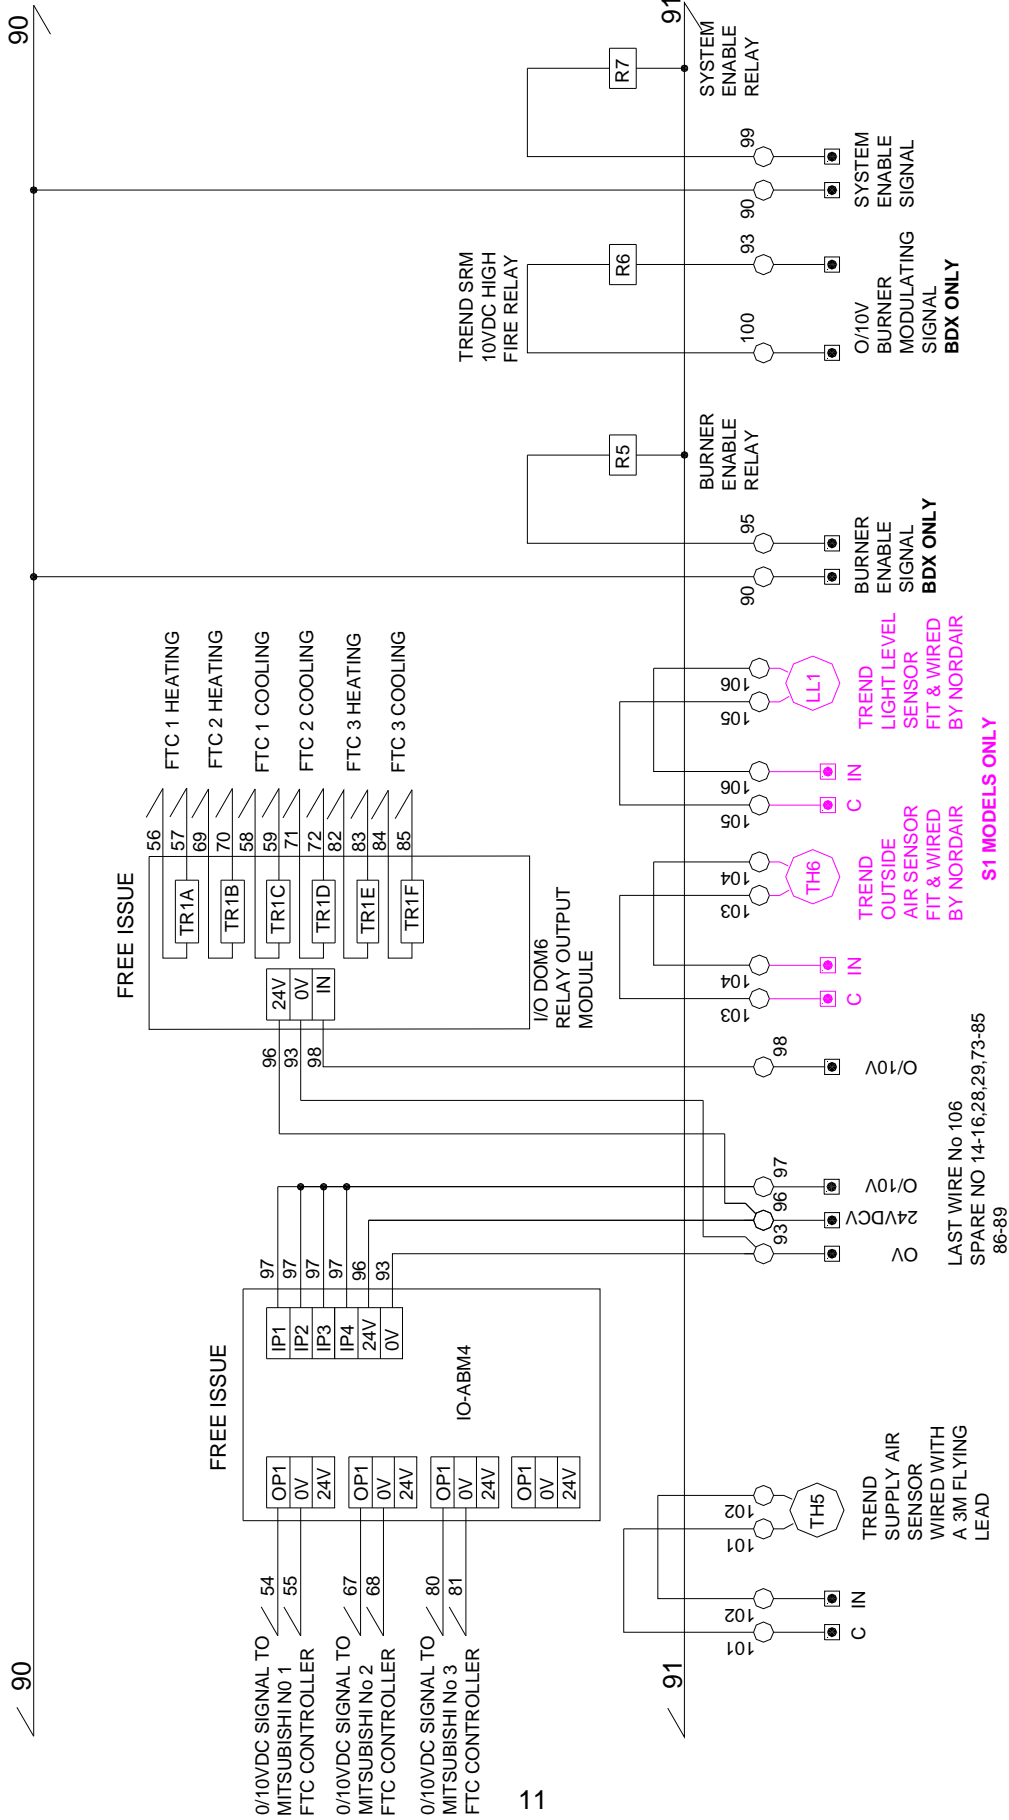 90
90
91
91
FREE ISSUE
56
57
69
70
58
59
71
72
82
83
84
85
FTC 1 HEATING
FTC 2 HEATING
FTC 1 COOLING
FTC 2 COOLING
FTC 3 HEATING
FTC 3 COOLING
TR1A
TR1B
TR1C
TR1D
TR1E
TR1F
24V
0V
IN
96
93
98
I/O DOM6
RELAY OUTPUT
MODULE
FREE ISSUE
IP1
IP2
IP3
IP4
24V
0V
97
97
97
97
96
93
IO-ABM4
OP1
0V
24V
OP1
0V
24V
OP1
0V
24V
OP1
0V
24V
54
55
67
68
80
81
0/10VDC SIGNAL TO
MITSUBISHI N0 1
FTC CONTROLLER
0/10VDC SIGNAL TO
MITSUBISHI No 2
FTC CONTROLLER
0/10VDC SIGNAL TO
MITSUBISHI No 3
FTC CONTROLLER
101
102
101
102
C
IN
TH5
TREND
SUPPLY AIR
SENSOR
WIRED WITH
A 3M FLYING
LEAD
93
96
97
98
OV
24VDCV
O/10V
O/10V
LAST WIRE No 106
SPARE NO 14-16,28,29,73-85
86-89
103
104
103
104
C
IN
TH6
TREND
OUTSIDE
AIR SENSOR
FIT & WIRED
BY NORDAIR
105
106
105
106
C
IN
LL1
TREND
LIGHT LEVEL
SENSOR
FIT & WIRED
BY NORDAIR
S1 MODELS ONLY
90
95
R5
BURNER
ENABLE
RELAY
BURNER
ENABLE
SIGNAL
BDX ONLY
TREND SRM
10VDC HIGH
FIRE RELAY
R6
100
93
O/10V
BURNER
MODULATING
SIGNAL
BDX ONLY
90
99
R7
SYSTEM
ENABLE
RELAY
SYSTEM
ENABLE
SIGNAL
11